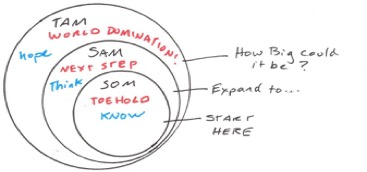 TAM
WORLD DOMINATION!
Hope
SAM
NEXT STEP
Think
SOM
TOEHOLD
KNOW
How Big could
it be?
Expand to...
START
HERE